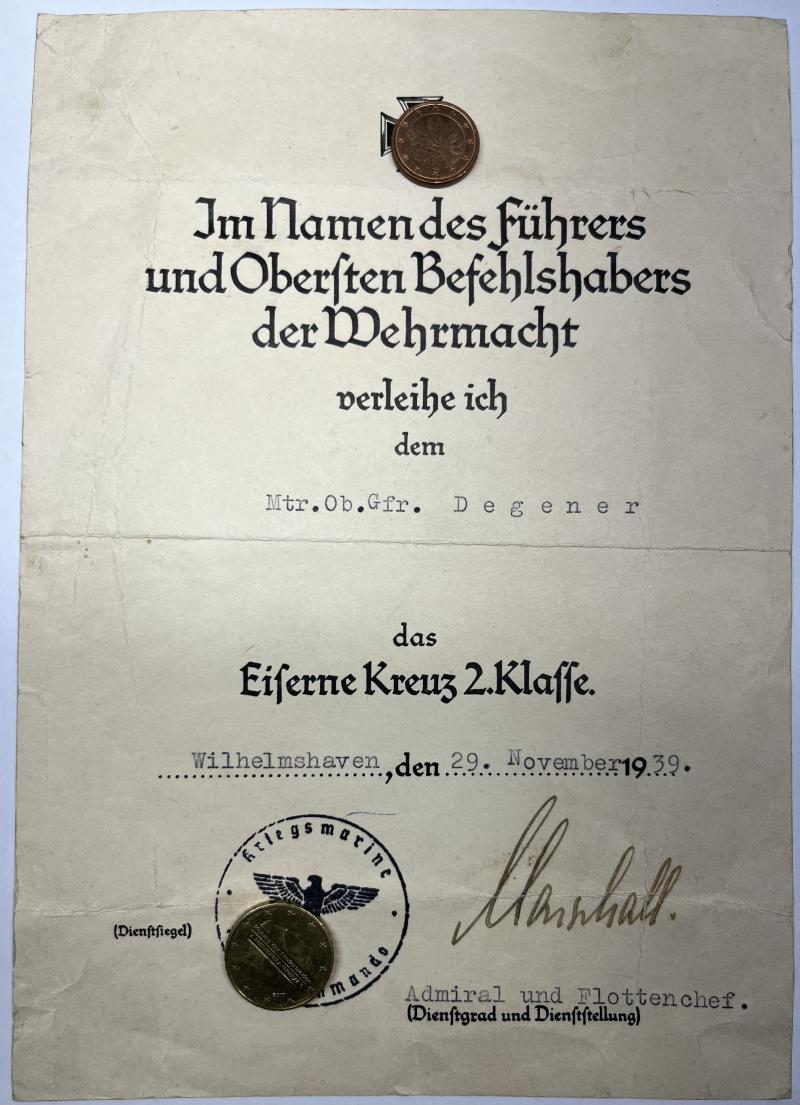 Im Namen des Führers
und Oberſten Befehlshabers
der Wehrmacht
verleihe ich
dem
Mtr.Ob.Gfr. Degener
das
Eiſerne Kreuz 2.Klaſſe.
Wilhelmshaven, den 29. November 1939.
Kriegsmarine
(Dienſtſiegel)
Marschall.
Admiral und Flottenchef.
(Dienſtgrad und Dienſtſtellung)